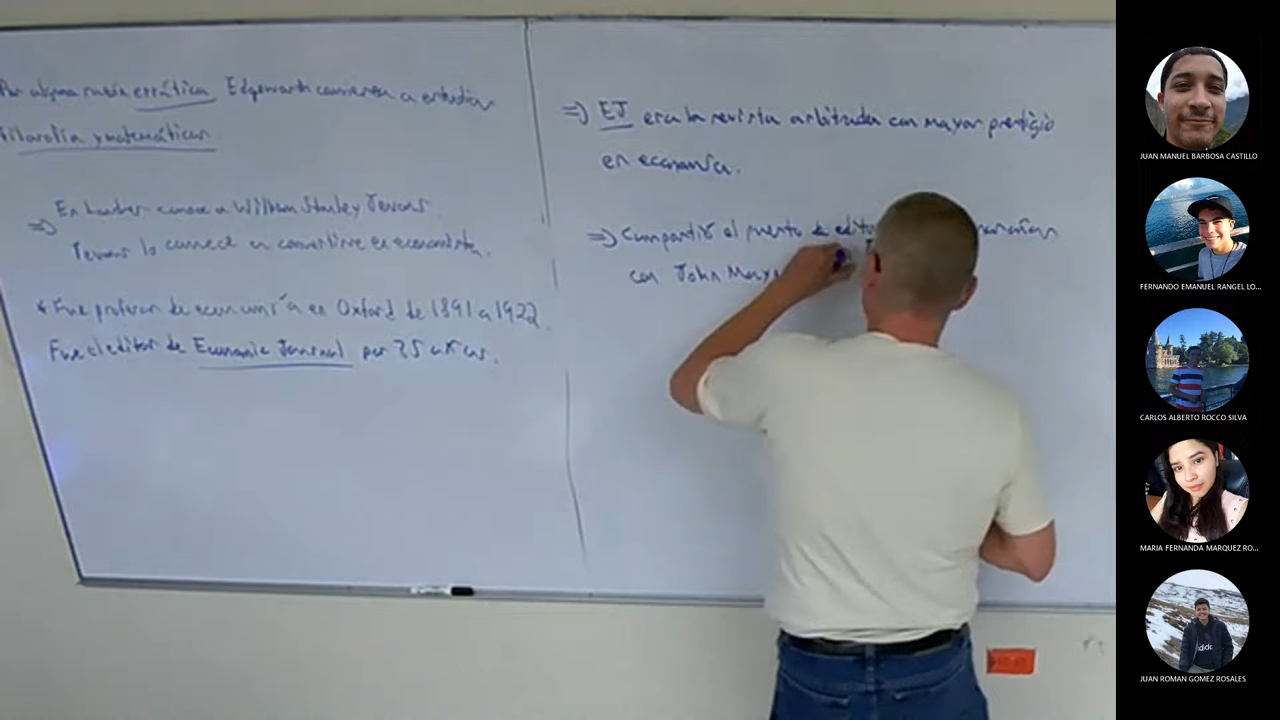 Por alguna razón errática Edgeworth comienza a estudiar
Filosofía y matemáticas
⇒ En Londres conoce a William Stanley Jevons.
Jevons lo convence en convertirse en economista.
* Fue profesor de economía en Oxford de 1891 a 1922
Fue el editor de Economic Journal por 35 años.
⇒ EJ era la revista arbitrada con mayor prestigio
en economía.
⇒ Compartió el puesto de
con John
JUAN MANUEL BARBOSA CASTILLO
FERNANDO EMANUEL RANGEL LO...
CARLOS ALBERTO ROCCO SILVA
MARIA FERNANDA MARQUEZ RO...
JUAN ROMAN GOMEZ ROSALES